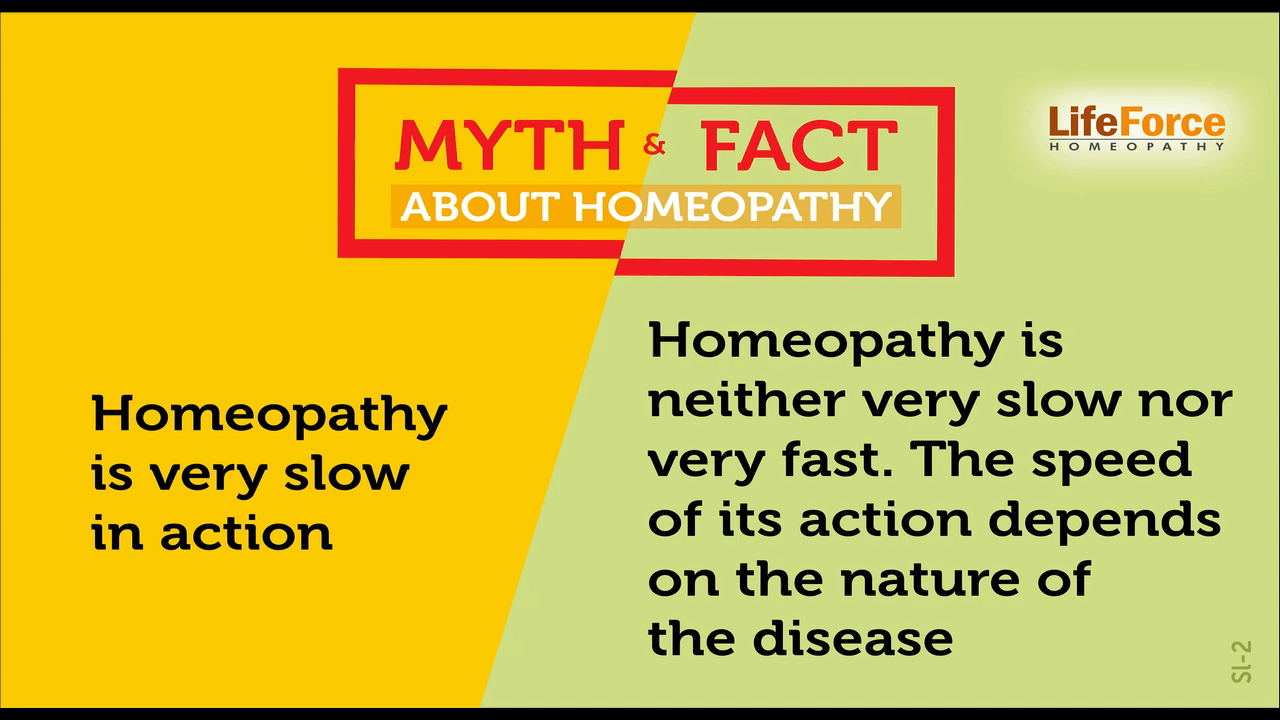 MYTH & FACT
ABOUT HOMEOPATHY
LifeForce
HOMEOPATHY
Homeopathy
is very slow
in action
Homeopathy is
neither very slow nor
very fast. The speed
of its action depends
on the nature of
the disease
SI-2